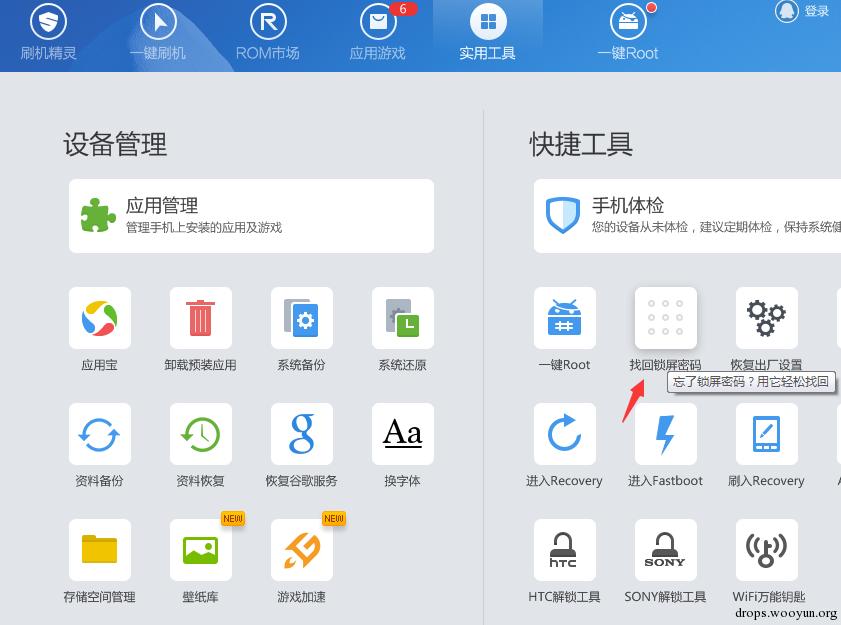 刷机精灵
一键刷机
ROM市场
应用游戏
6
实用工具
一键Root
登录
设备管理
应用管理
管理手机上安装的应用及游戏
应用宝
卸载预装应用
系统备份
系统还原
资料备份
资料恢复
恢复谷歌服务
Aa
换字体
存储空间管理
NEW
壁纸库
NEW
游戏加速
快捷工具
手机体检
您的设备从未体检，建议定期体检，保持系统健
一键Root
找回锁屏密码
恢复出厂设置
忘了锁屏密码？用它轻松找回
进入Recovery
进入Fastboot
刷入Recovery
hTC
HTC解锁工具
SONY
SONY解锁工具
WiFi万能钥匙
drops.wooyun.org